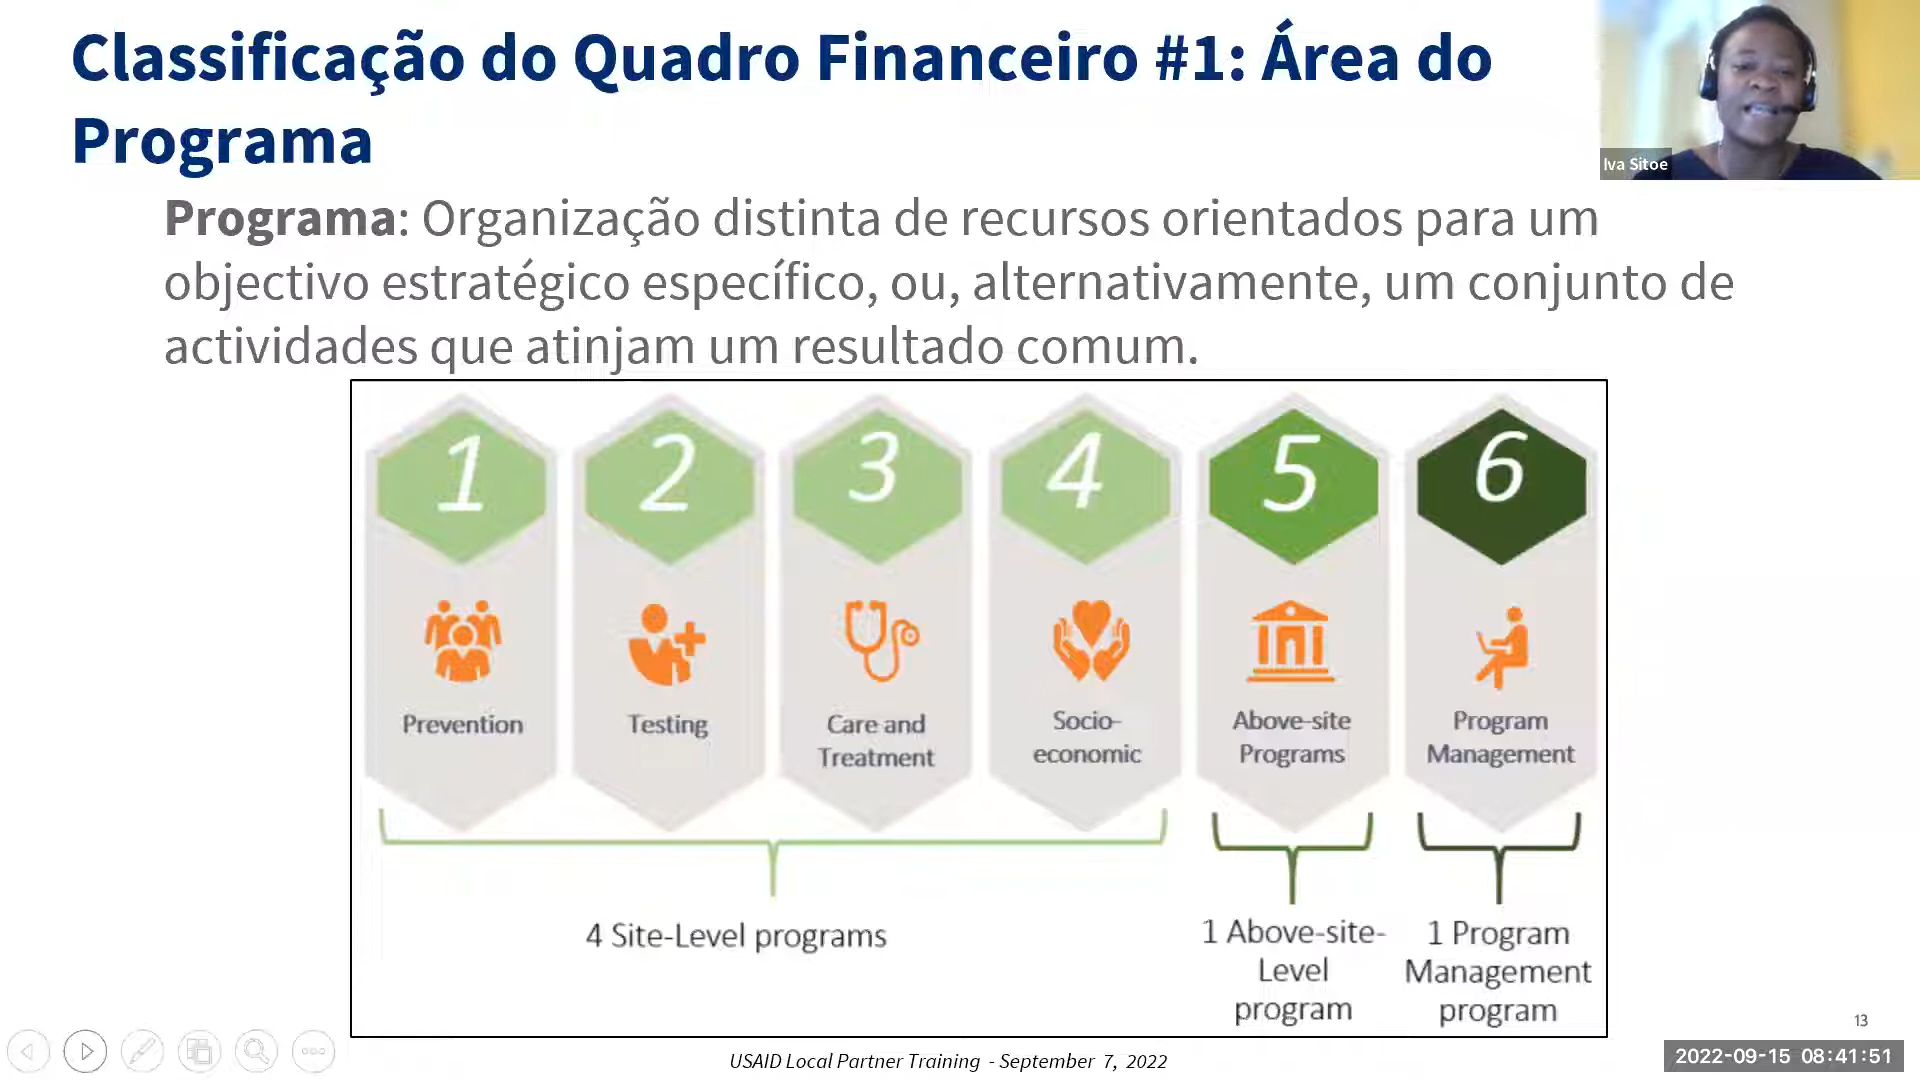 Classificação do Quadro Financeiro #1: Área do
Programa
Iva Sitoe
Programa: Organização distinta de recursos orientados para um
objectivo estratégico específico, ou, alternativamente, um conjunto de
actividades que atinjam um resultado comum.
1
2
3
4
5
6
Prevention
Testing
Care and
Treatment
Socio-
economic
Above-site
Programs
Program
Management
4 Site-Level programs
1 Above-site-
Level
program
1 Program
Management
program
13
USAID Local Partner Training - September 7, 2022
2022-09-15 08:41:51